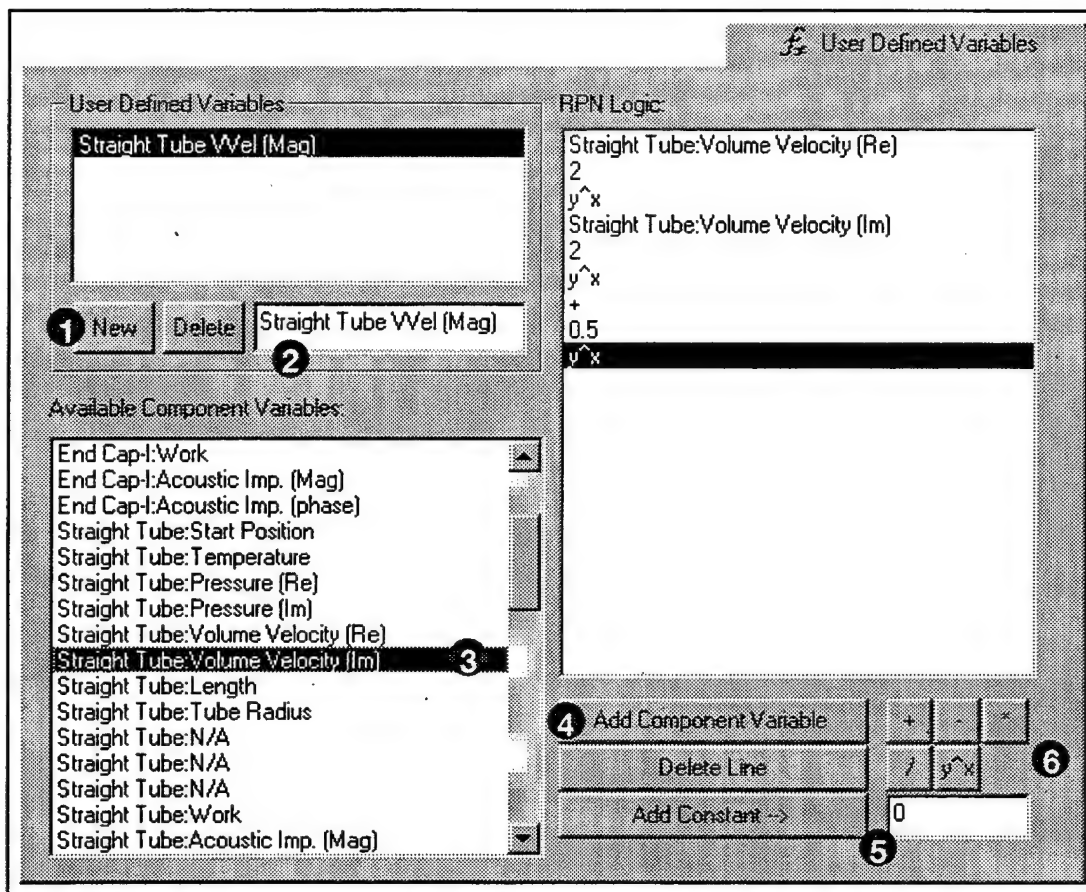 fx User Defined Variables
User Defined Variables
Straight Tube VVel (Mag)
1 New Delete Straight Tube VVel (Mag)
2
Available Component Variables:
End Cap-I:Work
End Cap-I:Acoustic Imp. (Mag)
End Cap-I:Acoustic Imp. (phase)
Straight Tube:Start Position
Straight Tube:Temperature
Straight Tube:Pressure (Re)
Straight Tube:Pressure (Im)
Straight Tube:Volume Velocity (Re)
Straight Tube:Volume Velocity (Im) 3
Straight Tube:Length
Straight Tube:Tube Radius
Straight Tube:N/A
Straight Tube:N/A
Straight Tube:N/A
Straight Tube:Work
Straight Tube:Acoustic Imp. (Mag)
RPN Logic:
Straight Tube:Volume Velocity (Re)
2
y^x
Straight Tube:Volume Velocity (Im)
2
y^x
+
0.5
y^x
4 Add Component Variable + - *
Delete Line / y^x 6
Add Constant --> 0
5